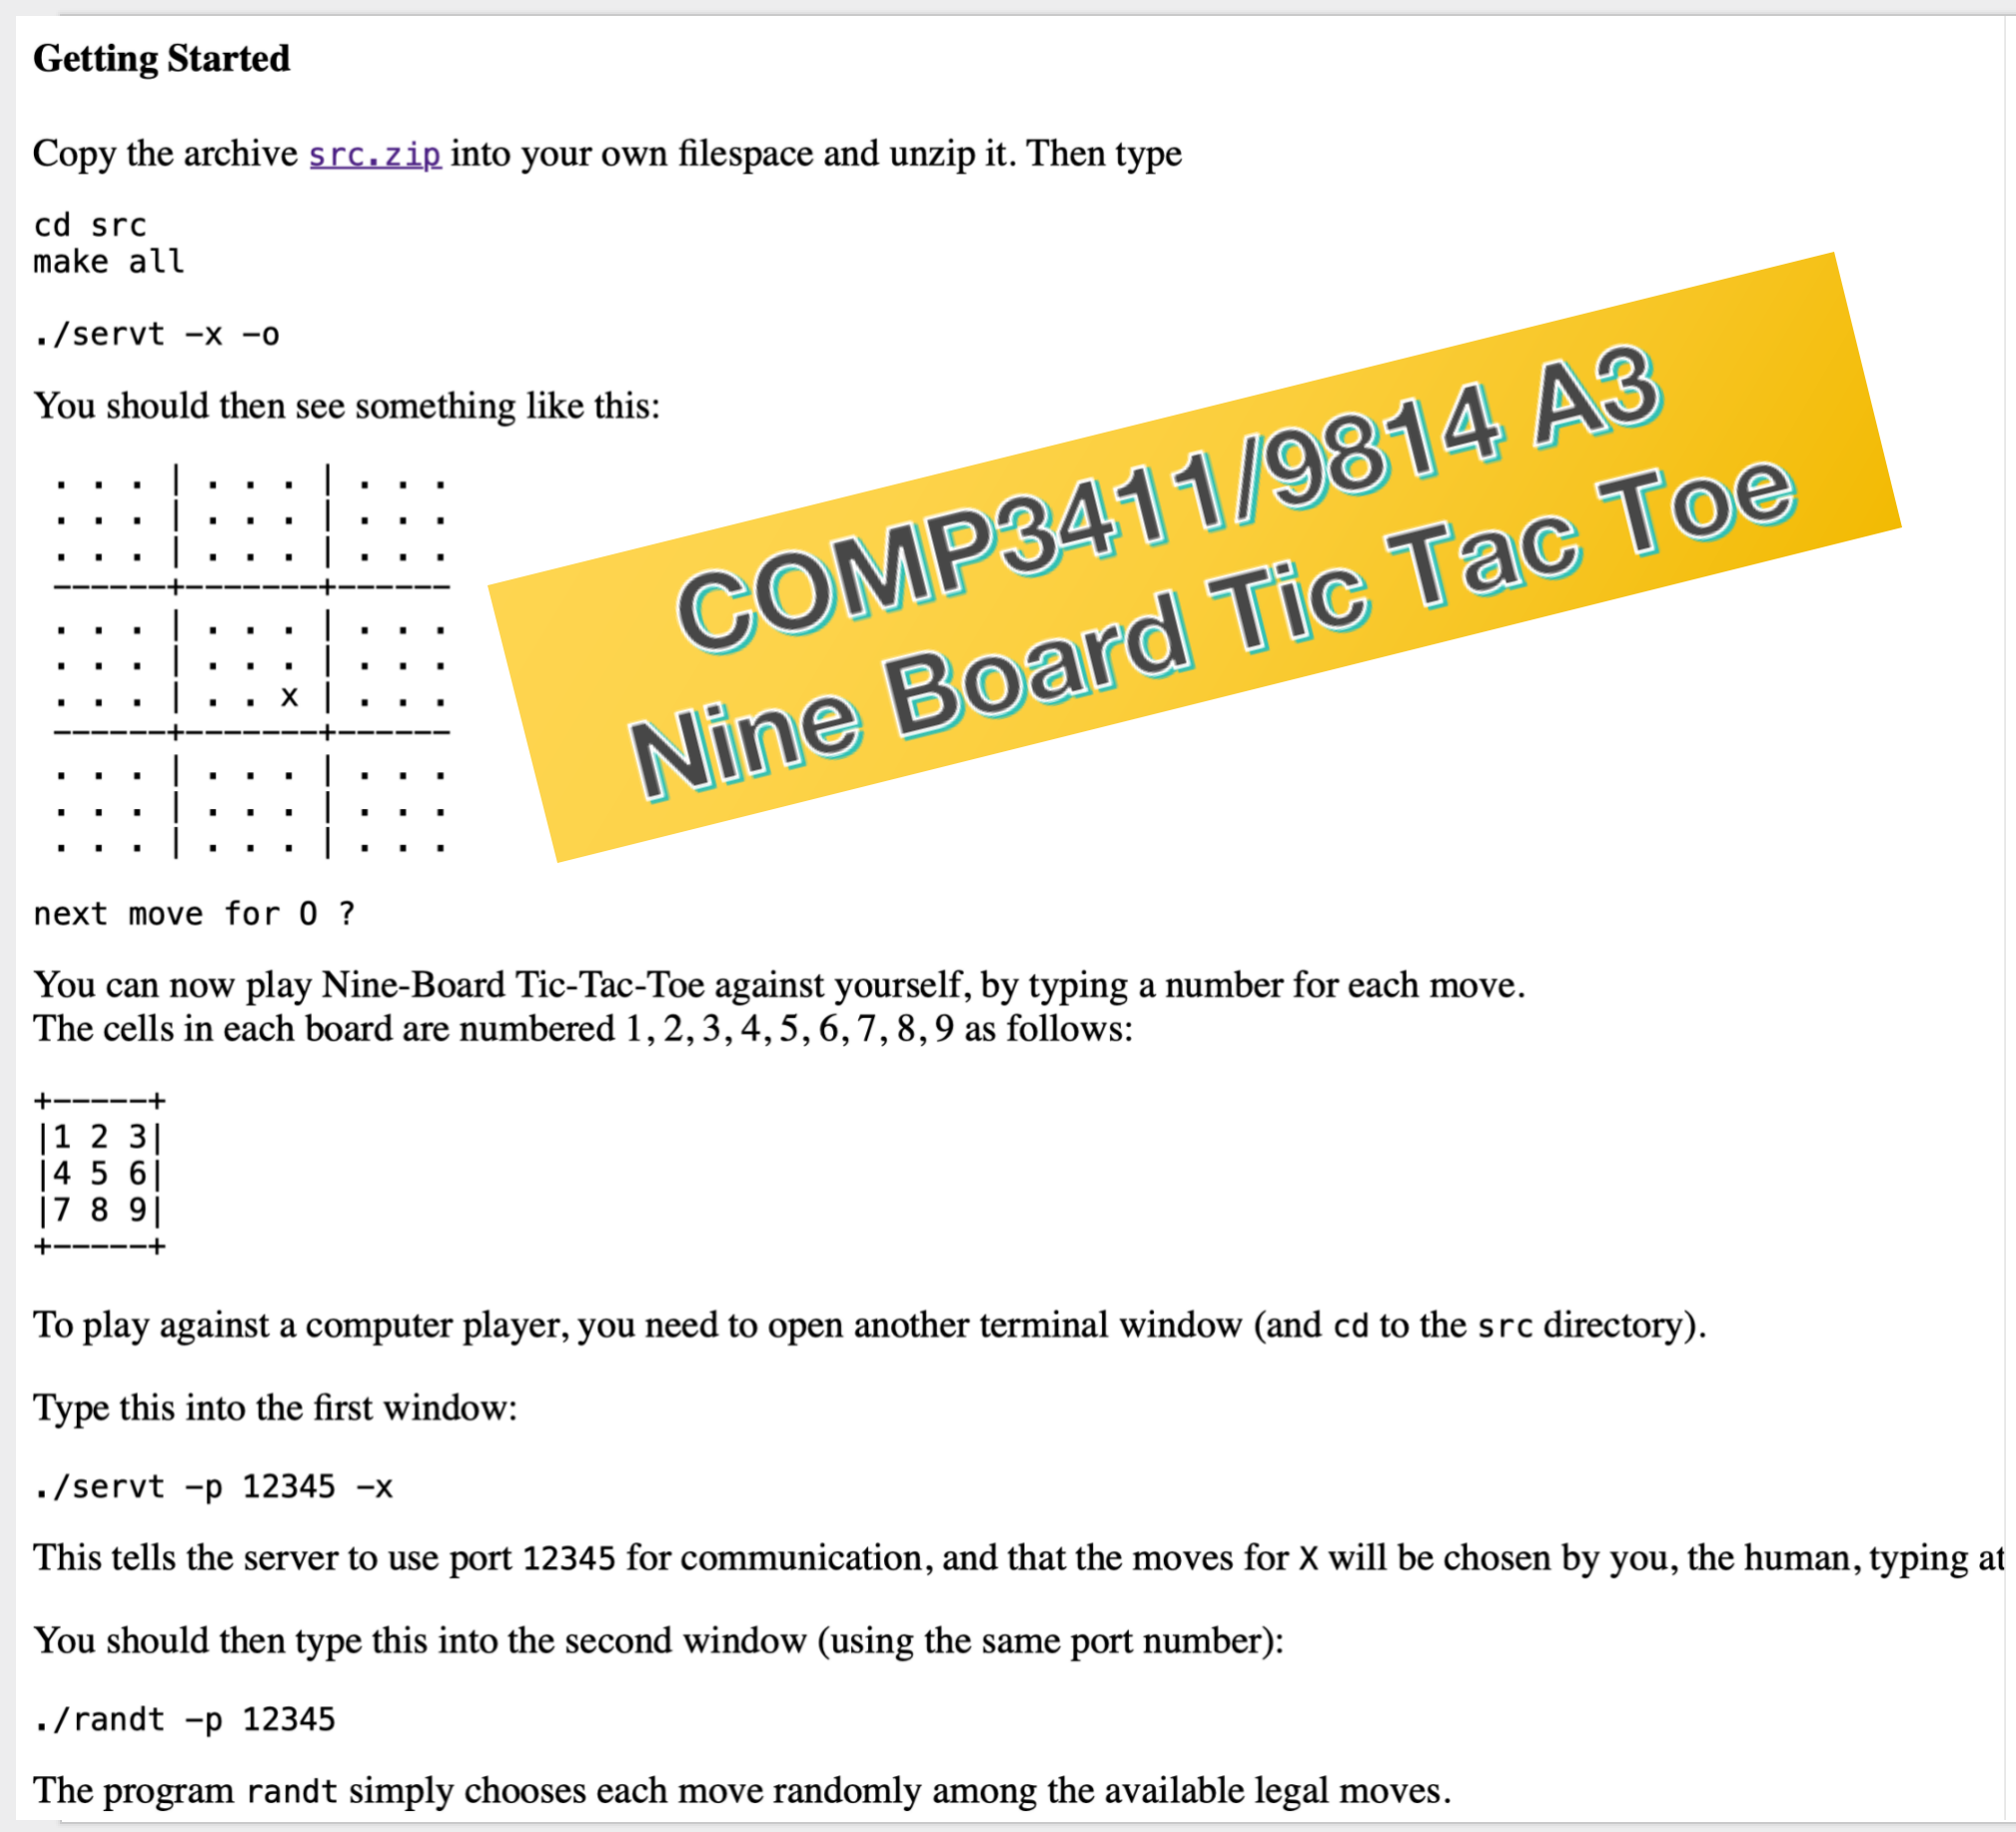 Getting Started
Copy the archive src.zip into your own filespace and unzip it. Then type
cd src
make all
./servt -x -o
You should then see something like this:
. . . | . . . | . . .
. . . | . . . | . . .
. . . | . . . | . . .
------+-------+------
. . . | . . . | . . .
. . . | . . . | . . .
. . . | . . x | . . .
------+-------+------
. . . | . . . | . . .
. . . | . . . | . . .
. . . | . . . | . . .
COMP3411/9814 A3
Nine Board Tic Tac Toe
next move for O ?
You can now play Nine-Board Tic-Tac-Toe against yourself, by typing a number for each move.
The cells in each board are numbered 1, 2, 3, 4, 5, 6, 7, 8, 9 as follows:
+-----+
|1 2 3|
|4 5 6|
|7 8 9|
+-----+
To play against a computer player, you need to open another terminal window (and cd to the src directory).
Type this into the first window:
./servt -p 12345 -x
This tells the server to use port 12345 for communication, and that the moves for X will be chosen by you, the human, typing at
You should then type this into the second window (using the same port number):
./randt -p 12345
The program randt simply chooses each move randomly among the available legal moves.